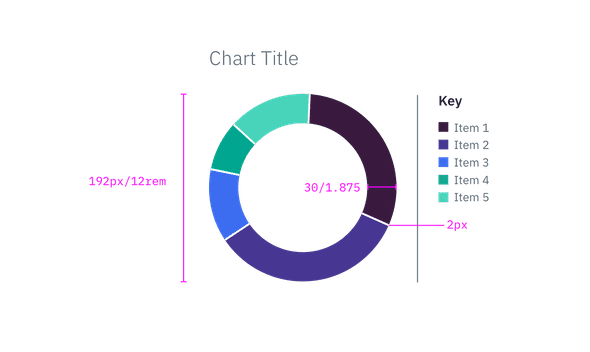 Chart Title
Key
Item 1
Item 2
Item 3
Item 4
Item 5
192px/12rem
30/1.875
2px